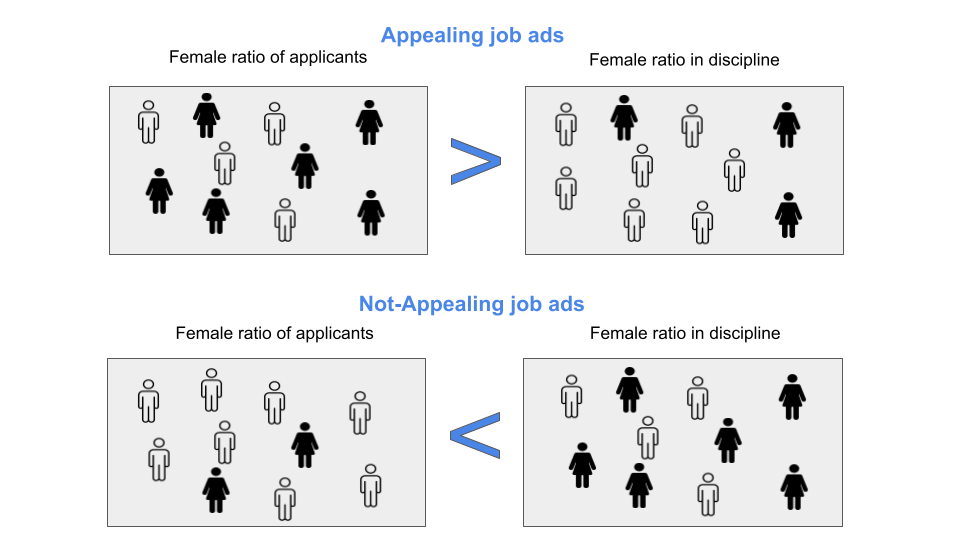 Appealing job ads
Female ratio of applicants
Female ratio in discipline
>
Not-Appealing job ads
Female ratio of applicants
Female ratio in discipline
<